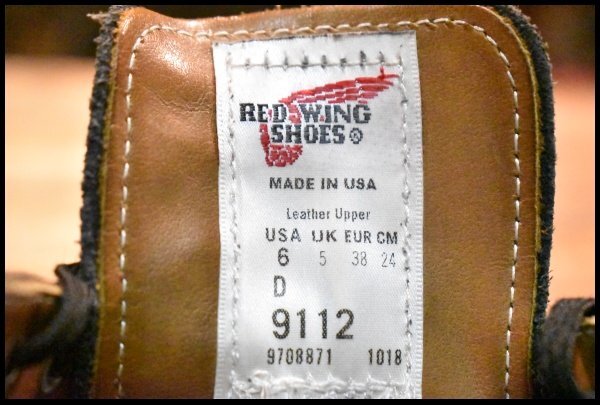 RED WING
SHOES®
MADE IN USA
Leather Upper
USA UK EUR CM
6 5 38 24
D
9112
9708871 1018